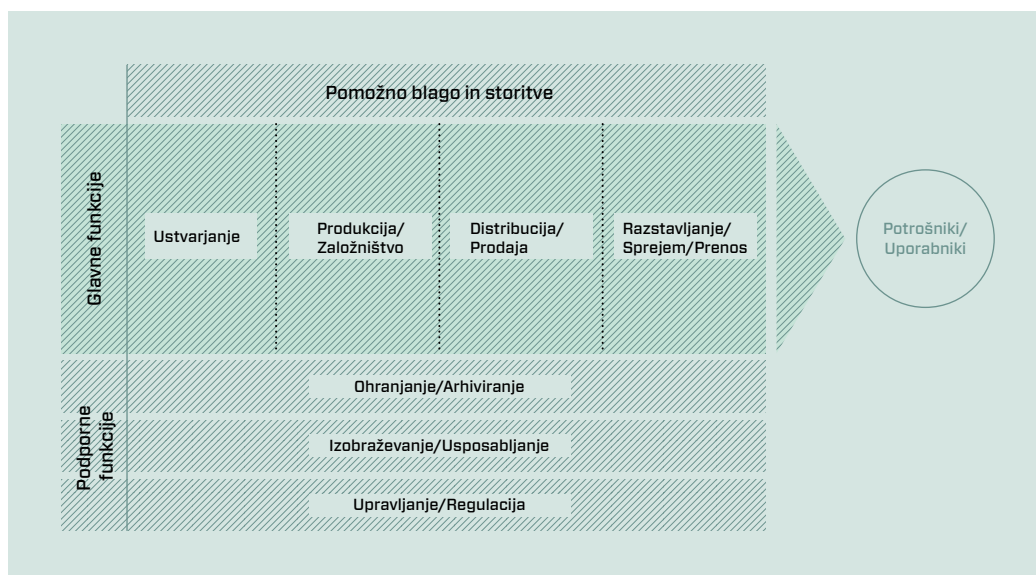 Pomožno blago in storitve
Glavne funkcije
Ustvarjanje
Produkcija/
Založništvo
Distribucija/
Prodaja
Razstavljanje/
Sprejem/Prenos
Potrošniki/
Uporabniki
Podporne
funkcije
Ohranjanje/Arhiviranje
Izobraževanje/Usposabljanje
Upravljanje/Regulacija